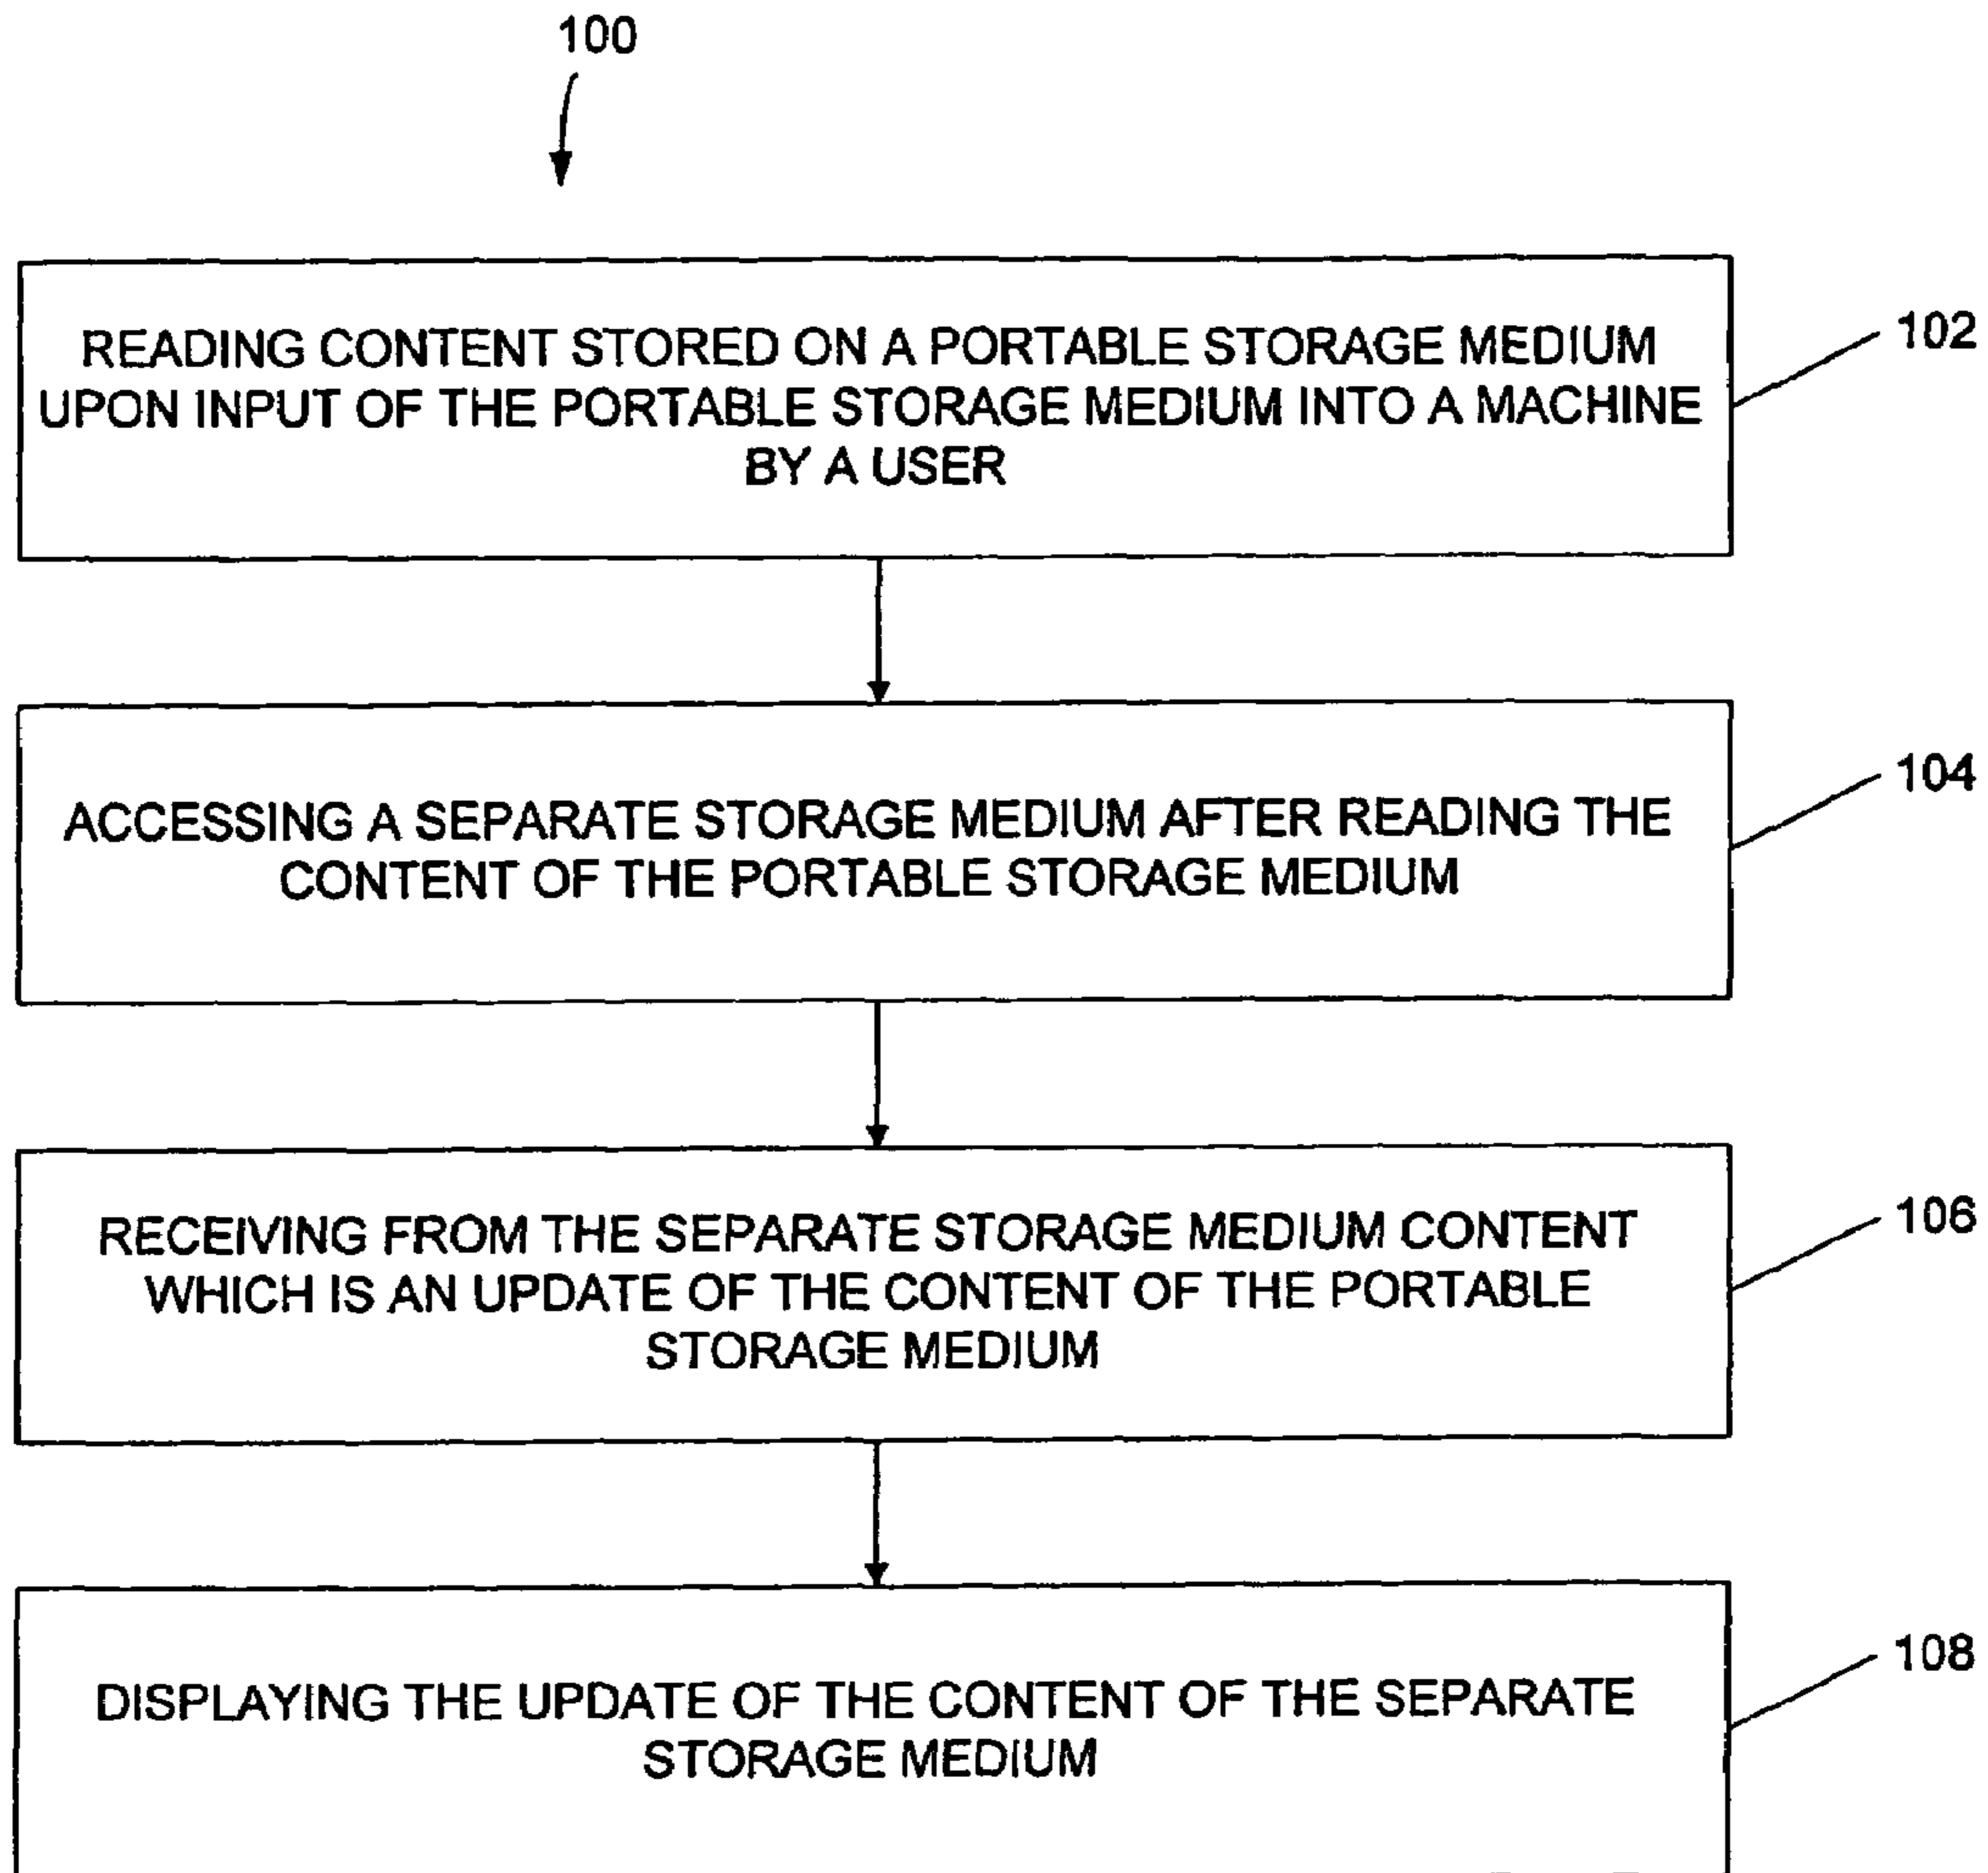 100
READING CONTENT STORED ON A PORTABLE STORAGE MEDIUM
UPON INPUT OF THE PORTABLE STORAGE MEDIUM INTO A MACHINE
BY A USER
102
ACCESSING A SEPARATE STORAGE MEDIUM AFTER READING THE
CONTENT OF THE PORTABLE STORAGE MEDIUM
104
RECEIVING FROM THE SEPARATE STORAGE MEDIUM CONTENT
WHICH IS AN UPDATE OF THE CONTENT OF THE PORTABLE
STORAGE MEDIUM
106
DISPLAYING THE UPDATE OF THE CONTENT OF THE SEPARATE
STORAGE MEDIUM
108